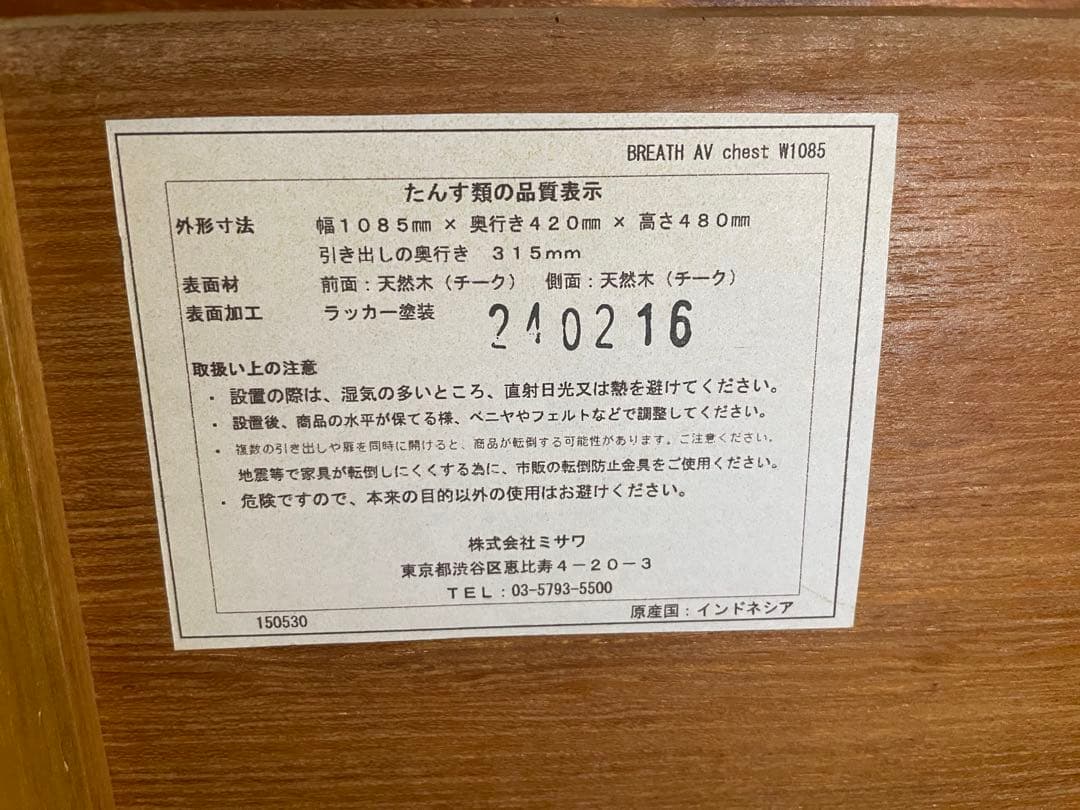 BREATH AV chest W1085
たんす類の品質表示
外形寸法 幅1085㎜ × 奥行き420㎜ × 高さ480㎜
引き出しの奥行き 315mm
表面材 前面:天然木(チーク) 側面:天然木(チーク)
表面加工 ラッカー塗装
240216
取扱い上の注意
・ 設置の際は、湿気の多いところ、直射日光又は熱を避けてください。
・ 設置後、商品の水平が保てる様、ベニヤやフェルトなどで調整してください。
・ 複数の引き出しや扉を同時に開けると、商品が転倒する可能性があります。ご注意ください。
地震等で家具が転倒しにくくする為に、市販の転倒防止金具をご使用ください。
・ 危険ですので、本来の目的以外の使用はお避けください。
株式会社ミサワ
東京都渋谷区恵比寿4-20-3
TEL:03-5793-5500
原産国:インドネシア
150530